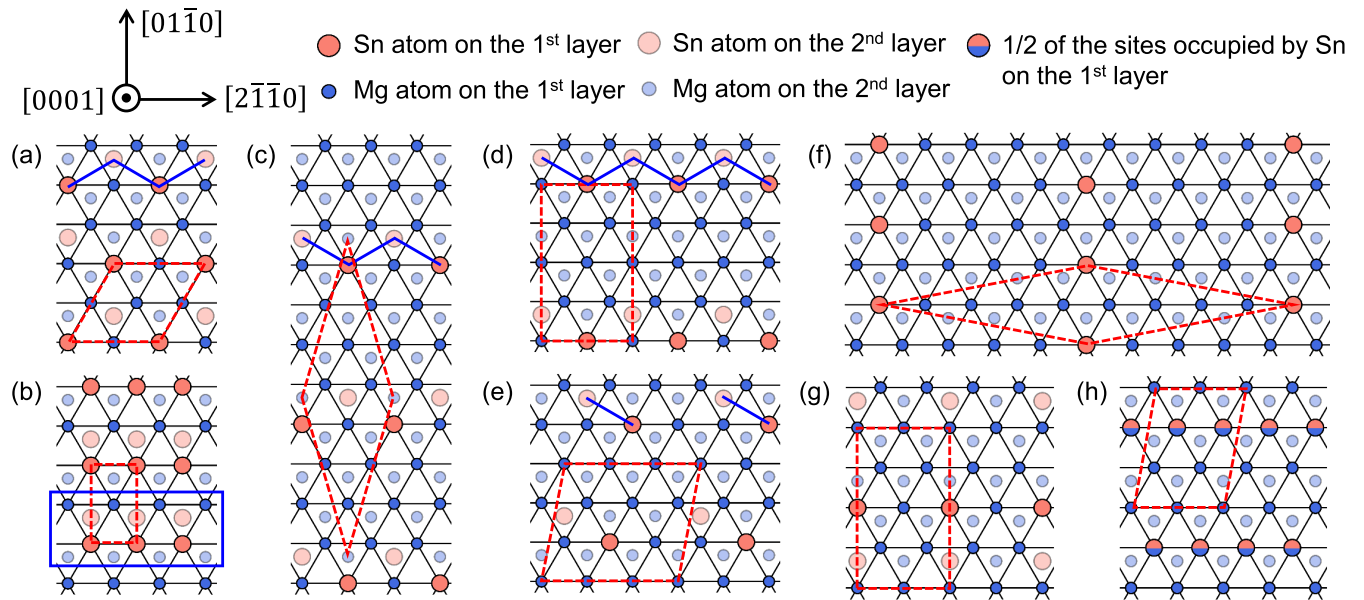 [011̅0]
[0001]
[21̅1̅0]
Sn atom on the 1st layer
Sn atom on the 2nd layer
1/2 of the sites occupied by Sn
on the 1st layer
Mg atom on the 1st layer
Mg atom on the 2nd layer
(a)
(c)
(d)
(f)
(b)
(e)
(g)
(h)